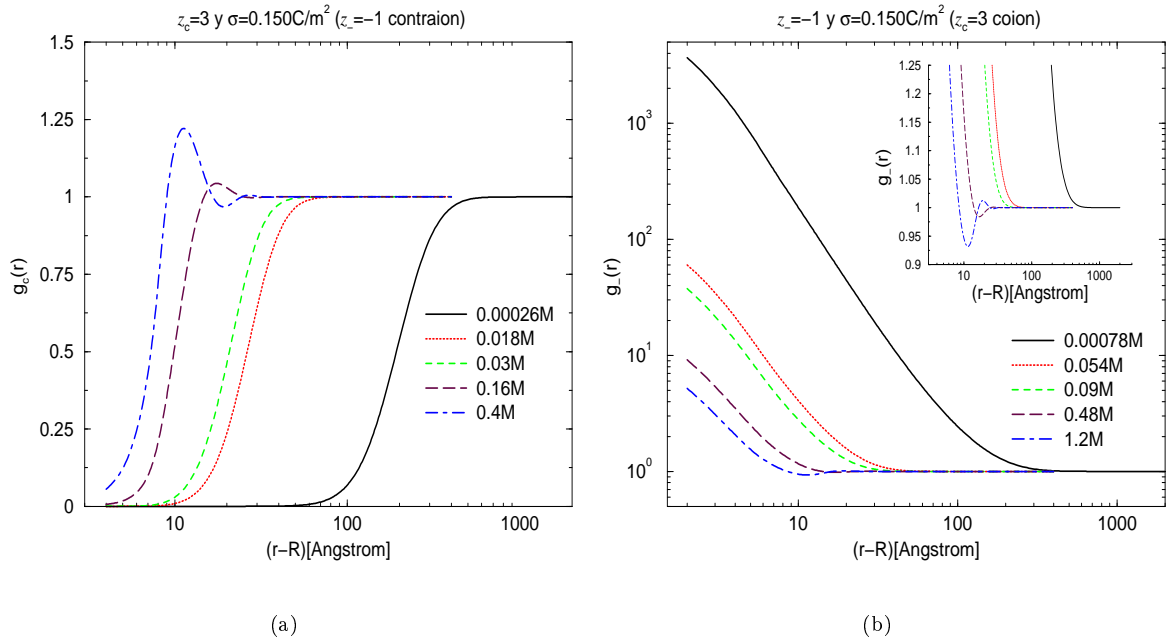 z_c=3 y σ=0.150C/m² (z_−=−1 contraion)
1.5
1.25
1
0.75
0.5
0.25
0
g_c(r)
0.00026M
0.018M
0.03M
0.16M
0.4M
10
100
1000
(r−R)[Angstrom]
(a)
z_−=−1 y σ=0.150C/m² (z_c=3 coion)
10³
10²
10¹
10⁰
g_−(r)
1.25
1.2
1.15
1.1
1.05
1
0.95
0.9
g_−(r)
10
100
1000
(r−R)[Angstrom]
0.00078M
0.054M
0.09M
0.48M
1.2M
10
100
1000
(r−R)[Angstrom]
(b)